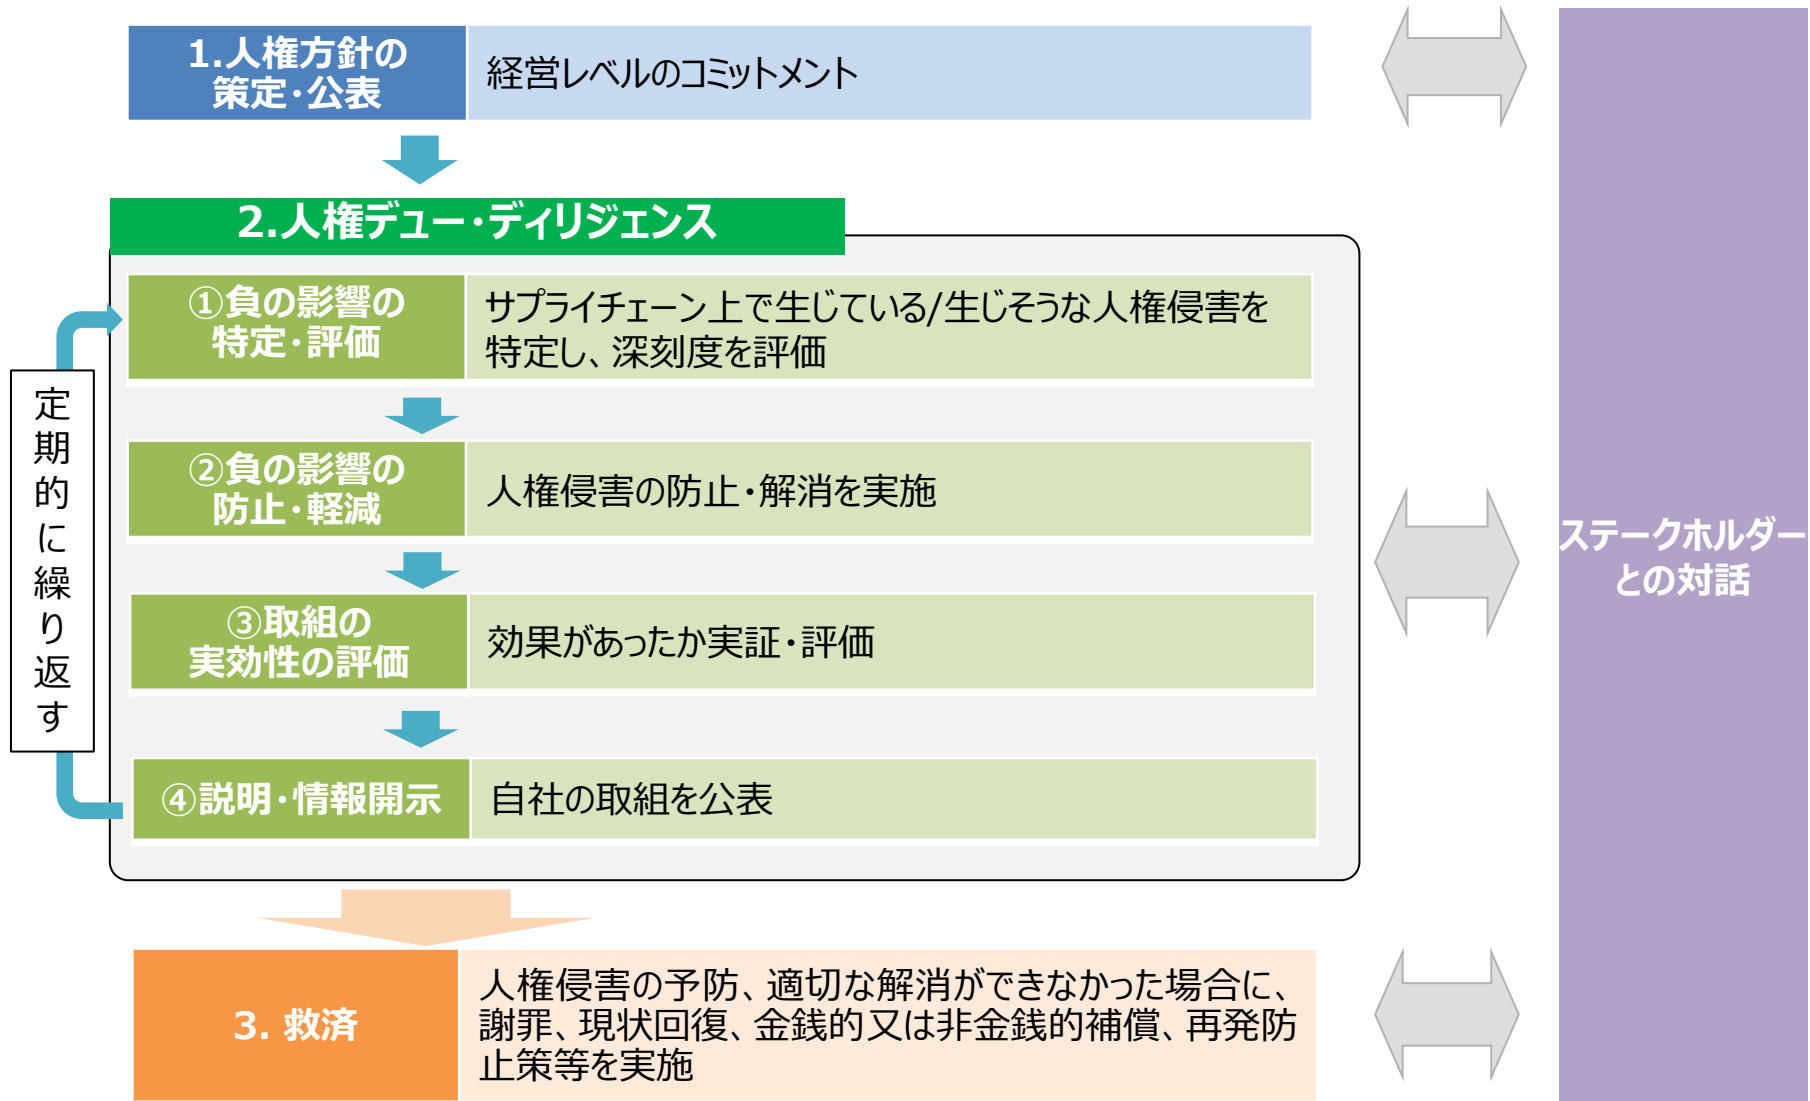 1.人権方針の
策定・公表
経営レベルのコミットメント
2.人権デュー・ディリジェンス
①負の影響の
特定・評価
サプライチェーン上で生じている/生じそうな人権侵害を
特定し、深刻度を評価
②負の影響の
防止・軽減
人権侵害の防止・解消を実施
③取組の
実効性の評価
効果があったか実証・評価
④説明・情報開示
自社の取組を公表
定期的に繰り返す
3. 救済
人権侵害の予防、適切な解消ができなかった場合に、
謝罪、現状回復、金銭的又は非金銭的補償、再発防
止策等を実施
ステークホルダー
との対話